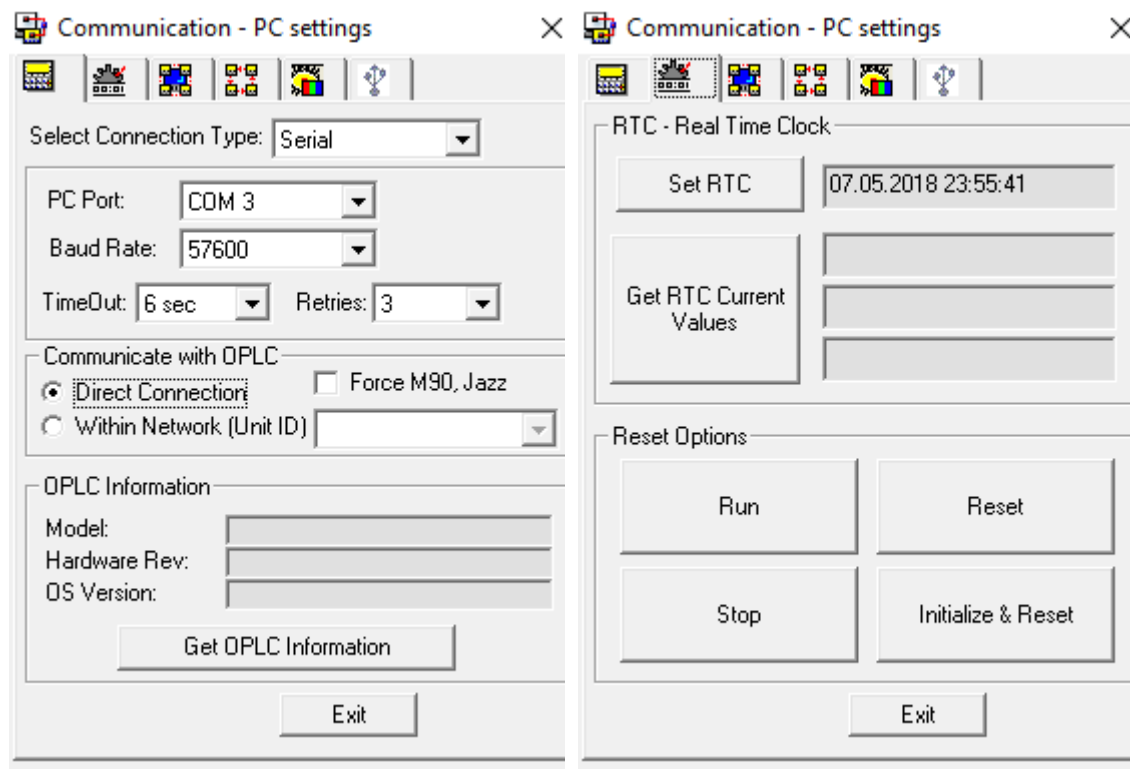 Communication - PC settings
Select Connection Type: Serial
PC Port: COM 3
Baud Rate: 57600
TimeOut: 6 sec Retries: 3
Communicate with OPLC
Direct Connection Force M90, Jazz
Within Network (Unit ID)
OPLC Information
Model:
Hardware Rev:
OS Version:
Get OPLC Information
Exit
Communication - PC settings
RTC - Real Time Clock
Set RTC 07.05.2018 23:55:41
Get RTC Current
Values
Reset Options
Run Reset
Stop Initialize & Reset
Exit